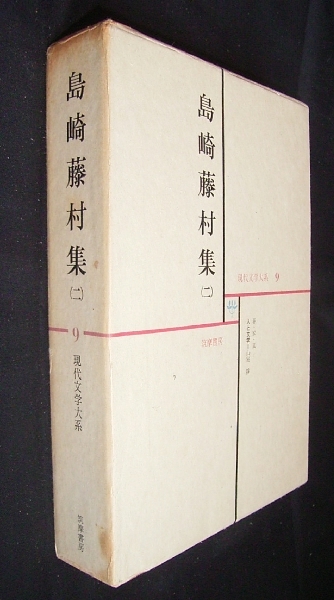 島崎藤村集
(二)
9
現代文学大系
筑摩書房
島崎藤村集
(二)
現代文学大系 9
筑摩書房